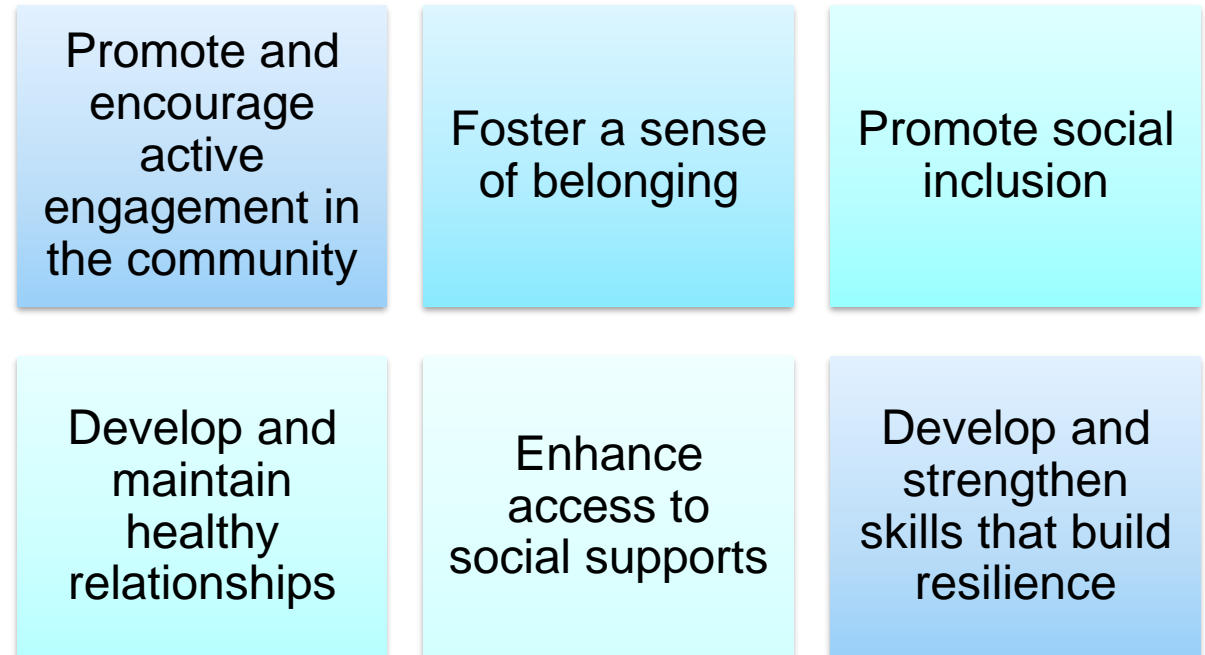 Promote and
encourage
active
engagement in
the community
Foster a sense
of belonging
Promote social
inclusion
Develop and
maintain
healthy
relationships
Enhance
access to
social supports
Develop and
strengthen
skills that build
resilience